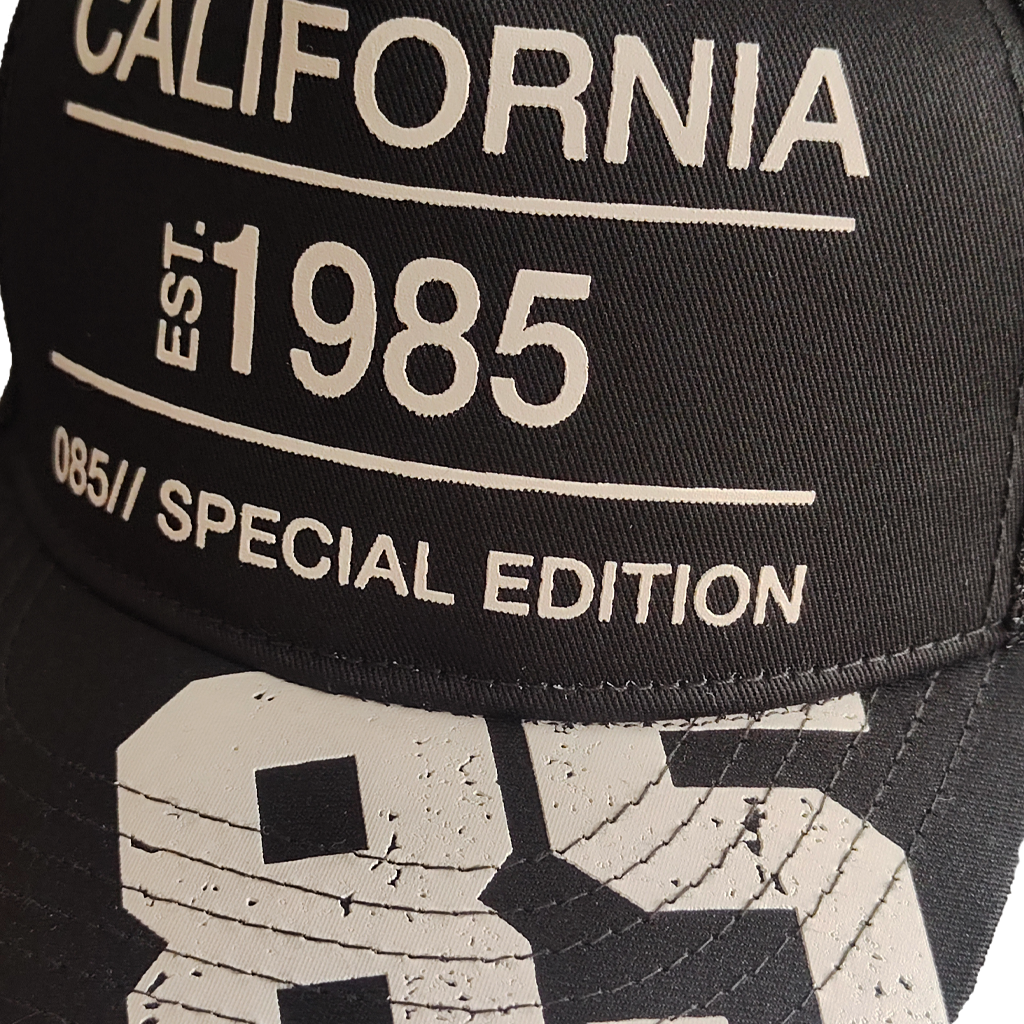 CALIFORNIA
EST. 1985
085// SPECIAL EDITION
85